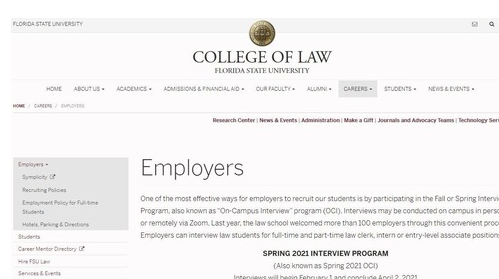 FLORIDA STATE UNIVERSITY
COLLEGE OF LAW
FLORIDA STATE UNIVERSITY
HOME ABOUT US ACADEMICS ADMISSIONS & FINANCIAL AID OUR FACULTY ALUMNI CAREERS STUDENTS NEWS & EVENTS
HOME / CAREERS / EMPLOYERS
Research Center | News & Events | Administration | Make a Gift | Journals and Advocacy Teams | Technology Ser
Employers
Symplicity
Recruiting Policies
Employment Policy for Full-time
Students
Hotels, Parking & Directions
Students
Career Mentor Directory
Hire FSU Law
Services & Events
Employers
One of the most effective ways for employers to recruit our students is by participating in the Fall or Spring Intervi
Program, also known as "On-Campus Interview" program (OCI). Interviews may be conducted on campus in perso
or remotely via Zoom. Last year, the law school welcomed more than 100 employers through this convenient proc
Employers can interview law students for full-time and part-time law clerk, intern or entry-level associate position
SPRING 2021 INTERVIEW PROGRAM
(Also known as Spring 2021 OCI)
Interviews will begin February 1 and conclude April 2, 2021